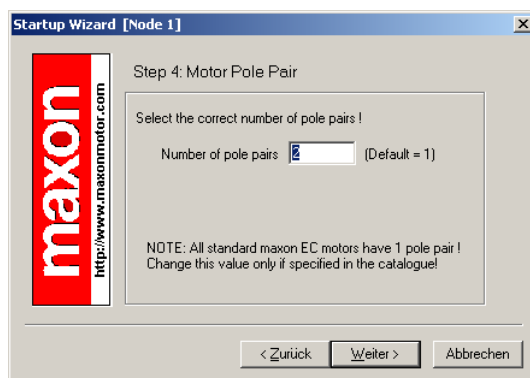 Startup Wizard [Node 1]
maxon
http://www.maxonmotor.com
Step 4: Motor Pole Pair
Select the correct number of pole pairs !
Number of pole pairs 2 (Default = 1)
NOTE: All standard maxon EC motors have 1 pole pair !
Change this value only if specified in the catalogue!
< Zurück Weiter > Abbrechen